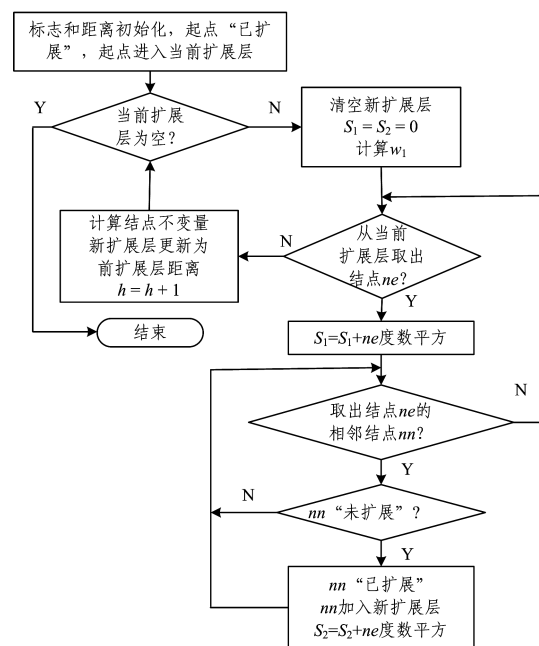 标志和距离初始化，起点“已扩
展”，起点进入当前扩展层
Y
当前扩展
层为空？
N
清空新扩展层
S₁ = S₂ = 0
计算w₁
计算结点不变量
新扩展层更新为
前扩展层距离
h = h + 1
N
从当前
扩展层取出
结点ne？
Y
结束
S₁=S₁+ne度数平方
取出结点ne的
相邻结点nn？
N
Y
N
nn“未扩展”？
Y
nn“已扩展”
nn加入新扩展层
S₂=S₂+ne度数平方